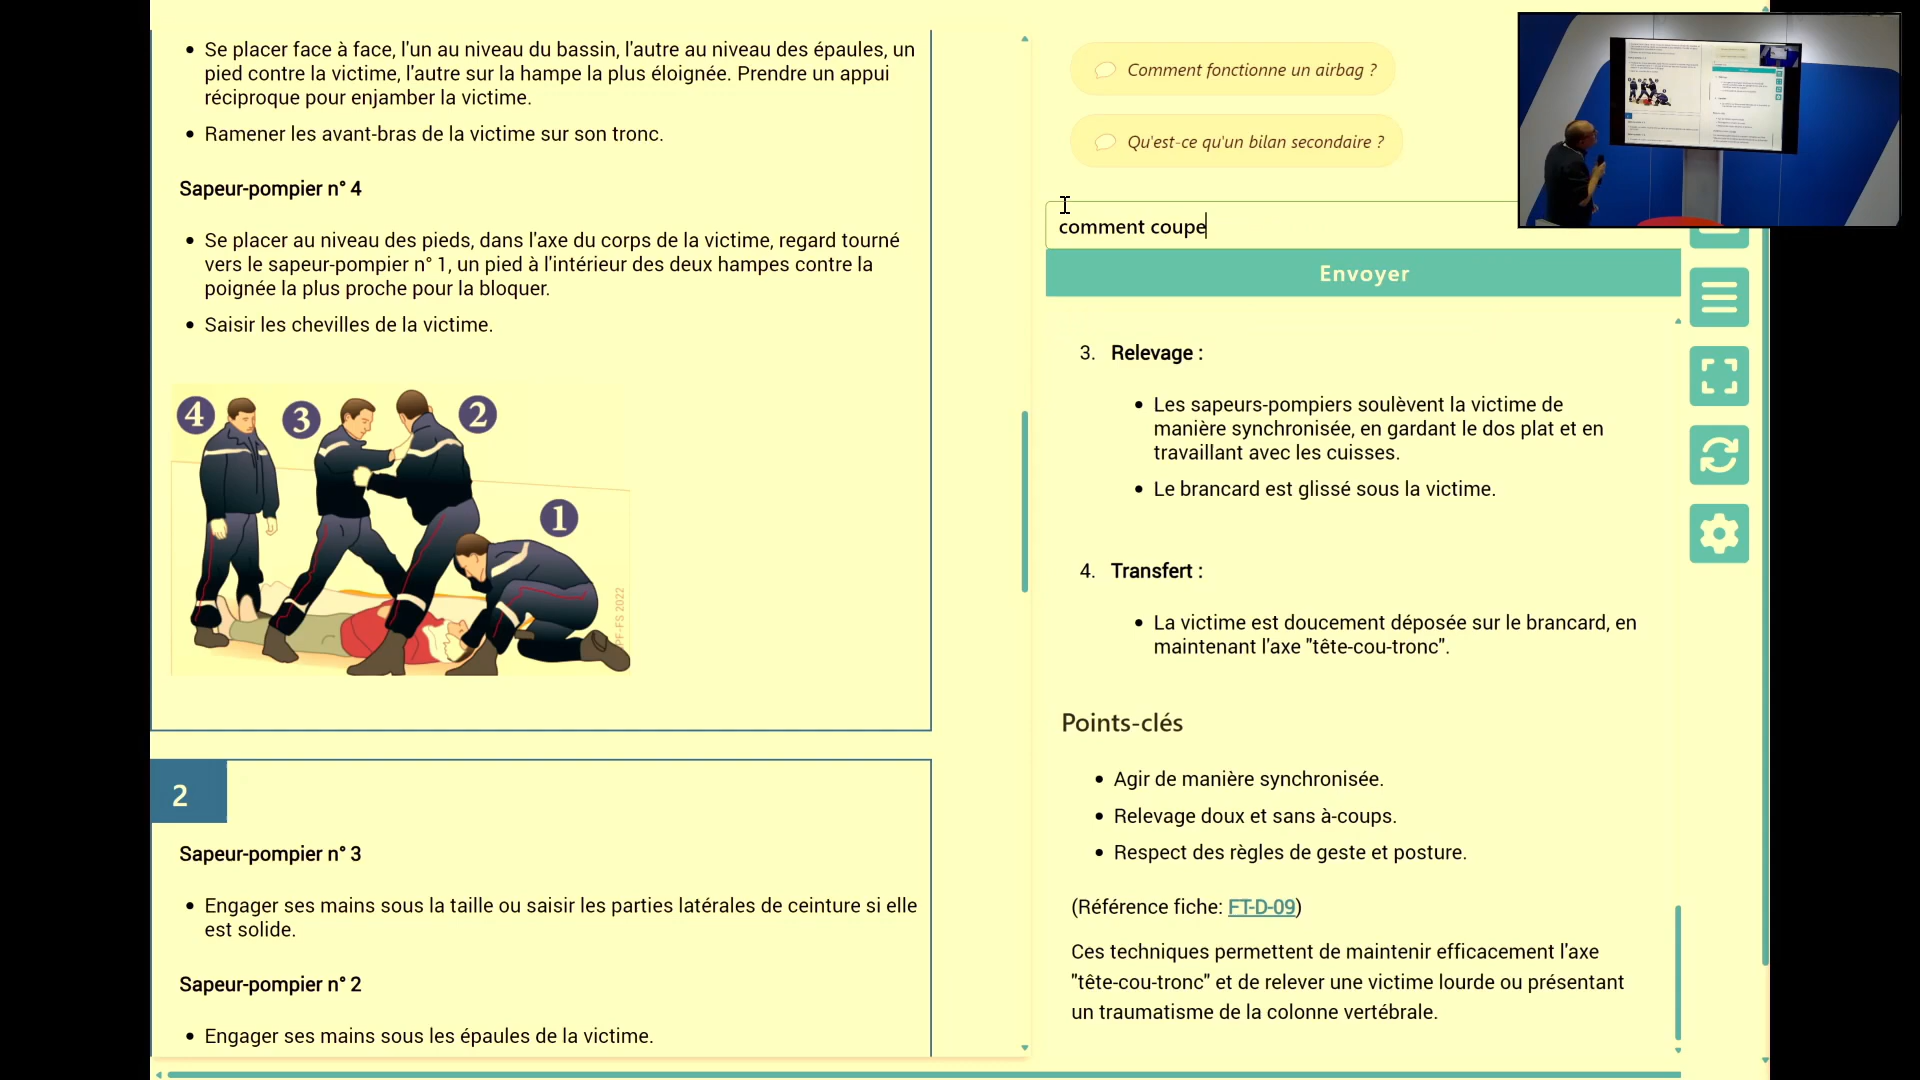 Se placer face à face, l'un au niveau du bassin, l'autre au niveau des épaules, un
pied contre la victime, l'autre sur la hampe la plus éloignée. Prendre un appui
réciproque pour enjamber la victime.
Ramener les avant-bras de la victime sur son tronc.
Sapeur-pompier n° 4
Se placer au niveau des pieds, dans l'axe du corps de la victime, regard tourné
vers le sapeur-pompier n° 1, un pied à l'intérieur des deux hampes contre la
poignée la plus proche pour la bloquer.
Saisir les chevilles de la victime.
4
3
2
1
PF-FS 2022
2
Sapeur-pompier n° 3
Engager ses mains sous la taille ou saisir les parties latérales de ceinture si elle
est solide.
Sapeur-pompier n° 2
Engager ses mains sous les épaules de la victime.
Comment fonctionne un airbag ?
Qu'est-ce qu'un bilan secondaire ?
comment coupe
Envoyer
3. Relevage :
Les sapeurs-pompiers soulèvent la victime de
manière synchronisée, en gardant le dos plat et en
travaillant avec les cuisses.
Le brancard est glissé sous la victime.
4. Transfert :
La victime est doucement déposée sur le brancard, en
maintenant l'axe "tête-cou-tronc".
Points-clés
Agir de manière synchronisée.
Relevage doux et sans à-coups.
Respect des règles de geste et posture.
(Référence fiche: FT-D-09)
Ces techniques permettent de maintenir efficacement l'axe
"tête-cou-tronc" et de relever une victime lourde ou présentant
un traumatisme de la colonne vertébrale.